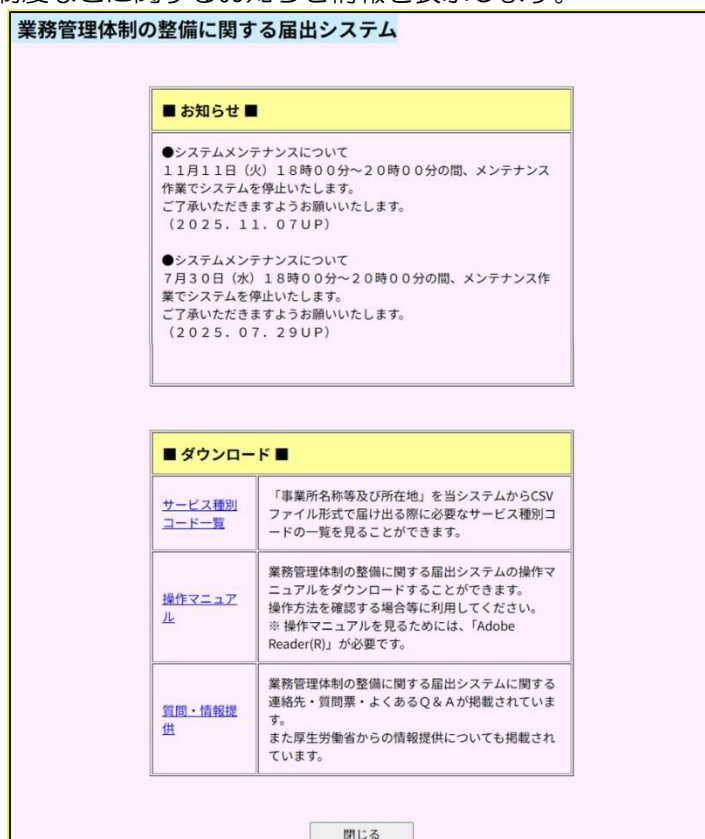 制度などに関するお知らせ情報を表示します。
業務管理体制の整備に関する届出システム
■ お知らせ ■
●システムメンテナンスについて
１１月１１日（火）１８時００分～２０時００分の間、メンテナンス
作業でシステムを停止いたします。
ご了承いただきますようお願いいたします。
（２０２５．１１．０７ＵＰ）
●システムメンテナンスについて
７月３０日（水）１８時００分～２０時００分の間、メンテナンス作
業でシステムを停止いたします。
ご了承いただきますようお願いいたします。
（２０２５．０７．２９ＵＰ）
■ ダウンロード ■
サービス種別
コード一覧
「事業所名称等及び所在地」を当システムからCSV
ファイル形式で届け出る際に必要なサービス種別コ
ードの一覧を見ることができます。
操作マニュア
ル
業務管理体制の整備に関する届出システムの操作マ
ニュアルをダウンロードすることができます。
操作方法を確認する場合等に利用してください。
※ 操作マニュアルを見るためには、「Adobe
Reader(R)」が必要です。
質問・情報提
供
業務管理体制の整備に関する届出システムに関する
連絡先・質問票・よくあるＱ＆Ａが掲載されていま
す。
また厚生労働省からの情報提供についても掲載され
ています。
閉じる